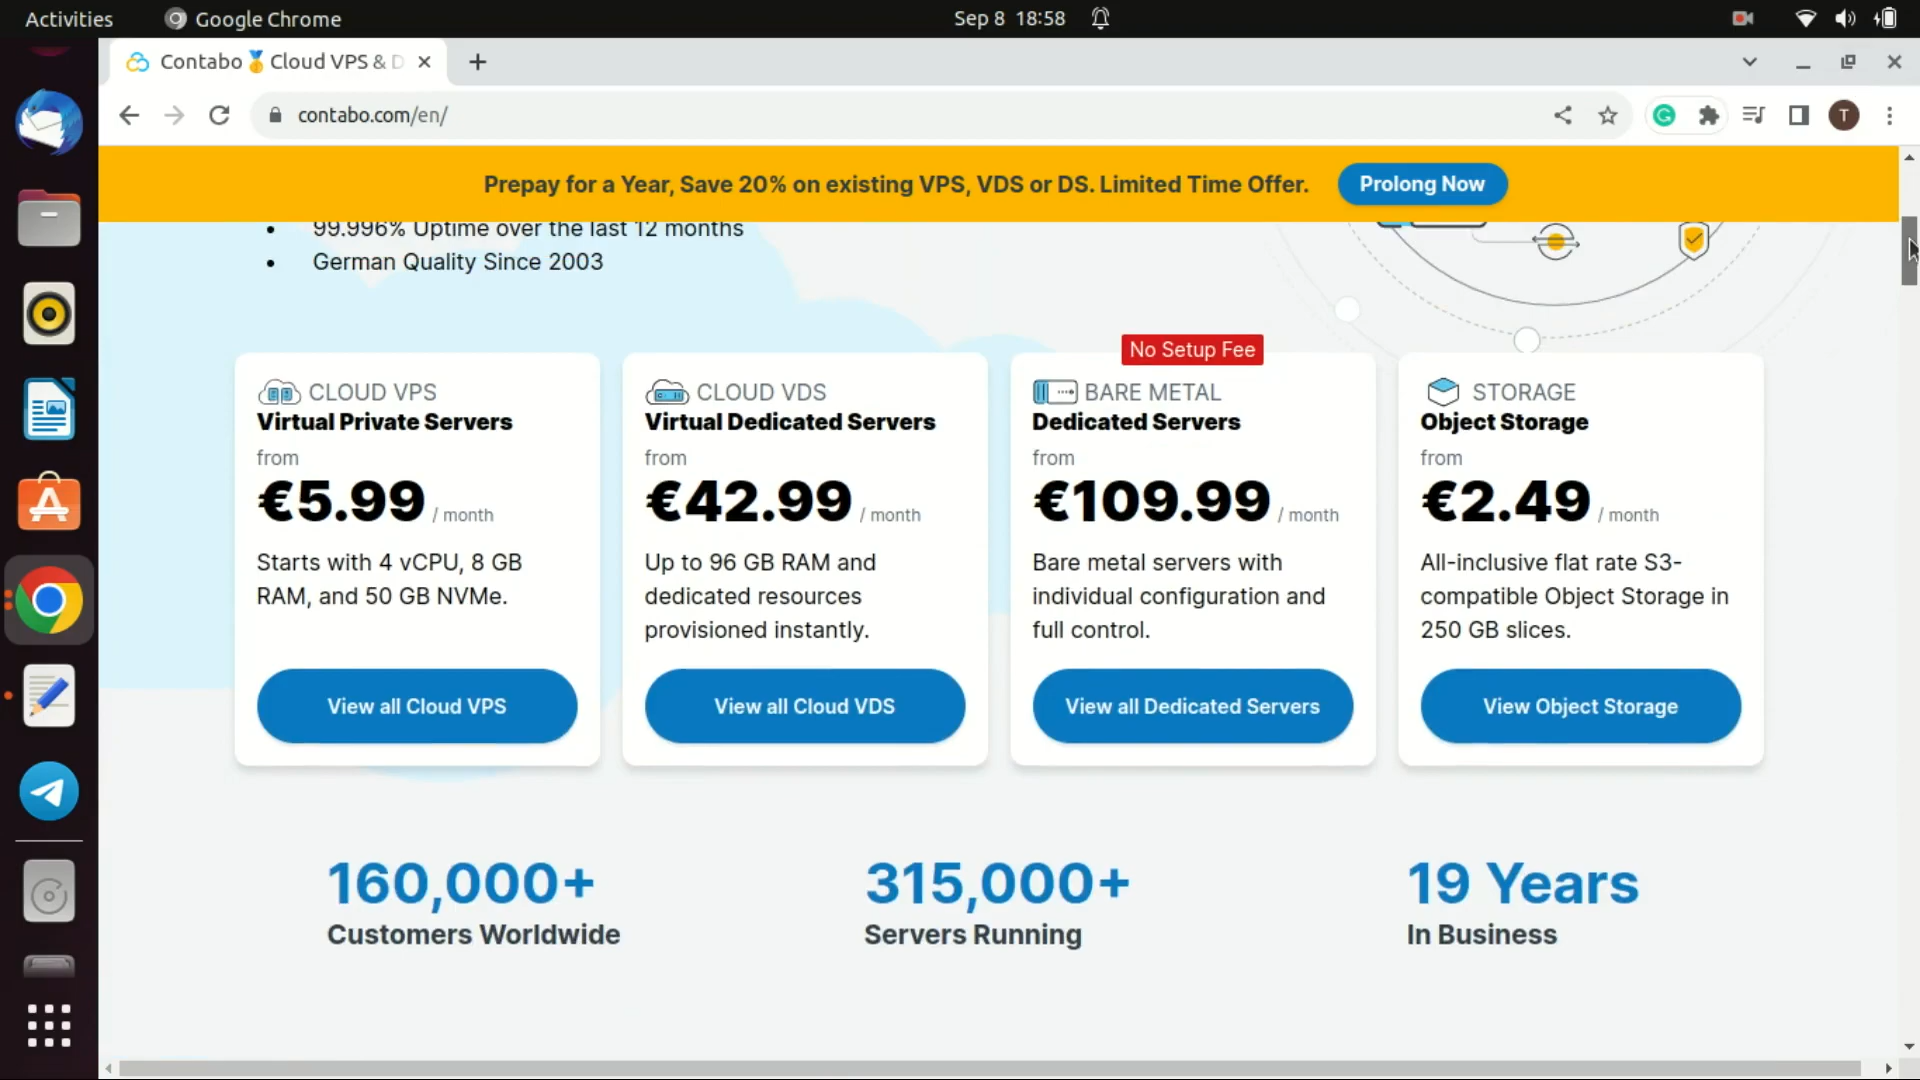 Activities
Google Chrome
Sep 8 18:58
Contabo🥇Cloud VPS & D
contabo.com/en/
T
Prepay for a Year, Save 20% on existing VPS, VDS or DS. Limited Time Offer.
Prolong Now
• 99.996% Uptime over the last 12 months
• German Quality Since 2003
CLOUD VPS
Virtual Private Servers
from
€5.99 / month
Starts with 4 vCPU, 8 GB
RAM, and 50 GB NVMe.
View all Cloud VPS
CLOUD VDS
Virtual Dedicated Servers
from
€42.99 / month
Up to 96 GB RAM and
dedicated resources
provisioned instantly.
View all Cloud VDS
No Setup Fee
BARE METAL
Dedicated Servers
from
€109.99 / month
Bare metal servers with
individual configuration and
full control.
View all Dedicated Servers
STORAGE
Object Storage
from
€2.49 / month
All-inclusive flat rate S3-
compatible Object Storage in
250 GB slices.
View Object Storage
160,000+
Customers Worldwide
315,000+
Servers Running
19 Years
In Business